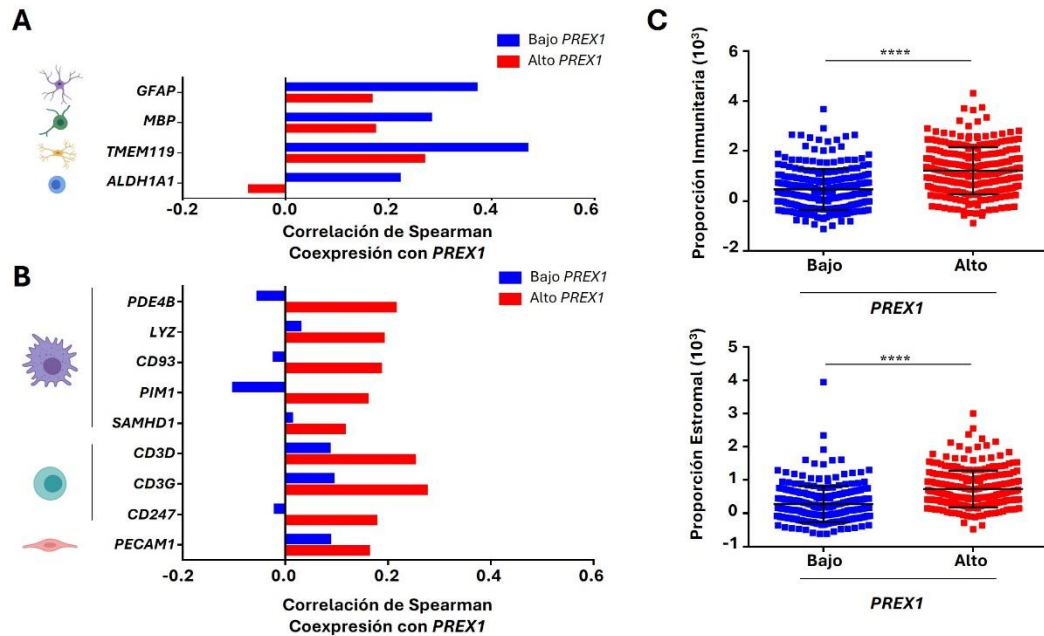 A
Bajo PREX1
Alto PREX1
GFAP
MBP
TMEM119
ALDH1A1
-0.2 0.0 0.2 0.4 0.6
Correlación de Spearman
Coexpresión con PREX1
B
Bajo PREX1
Alto PREX1
PDE4B
LYZ
CD93
PIM1
SAMHD1
CD3D
CD3G
CD247
PECAM1
-0.2 0.0 0.2 0.4 0.6
Correlación de Spearman
Coexpresión con PREX1
C
Proporción Inmunitaria (10³)
6
4
2
0
-2
****
Bajo Alto
PREX1
Proporción Estromal (10³)
5
4
3
2
1
0
-1
****
Bajo Alto
PREX1